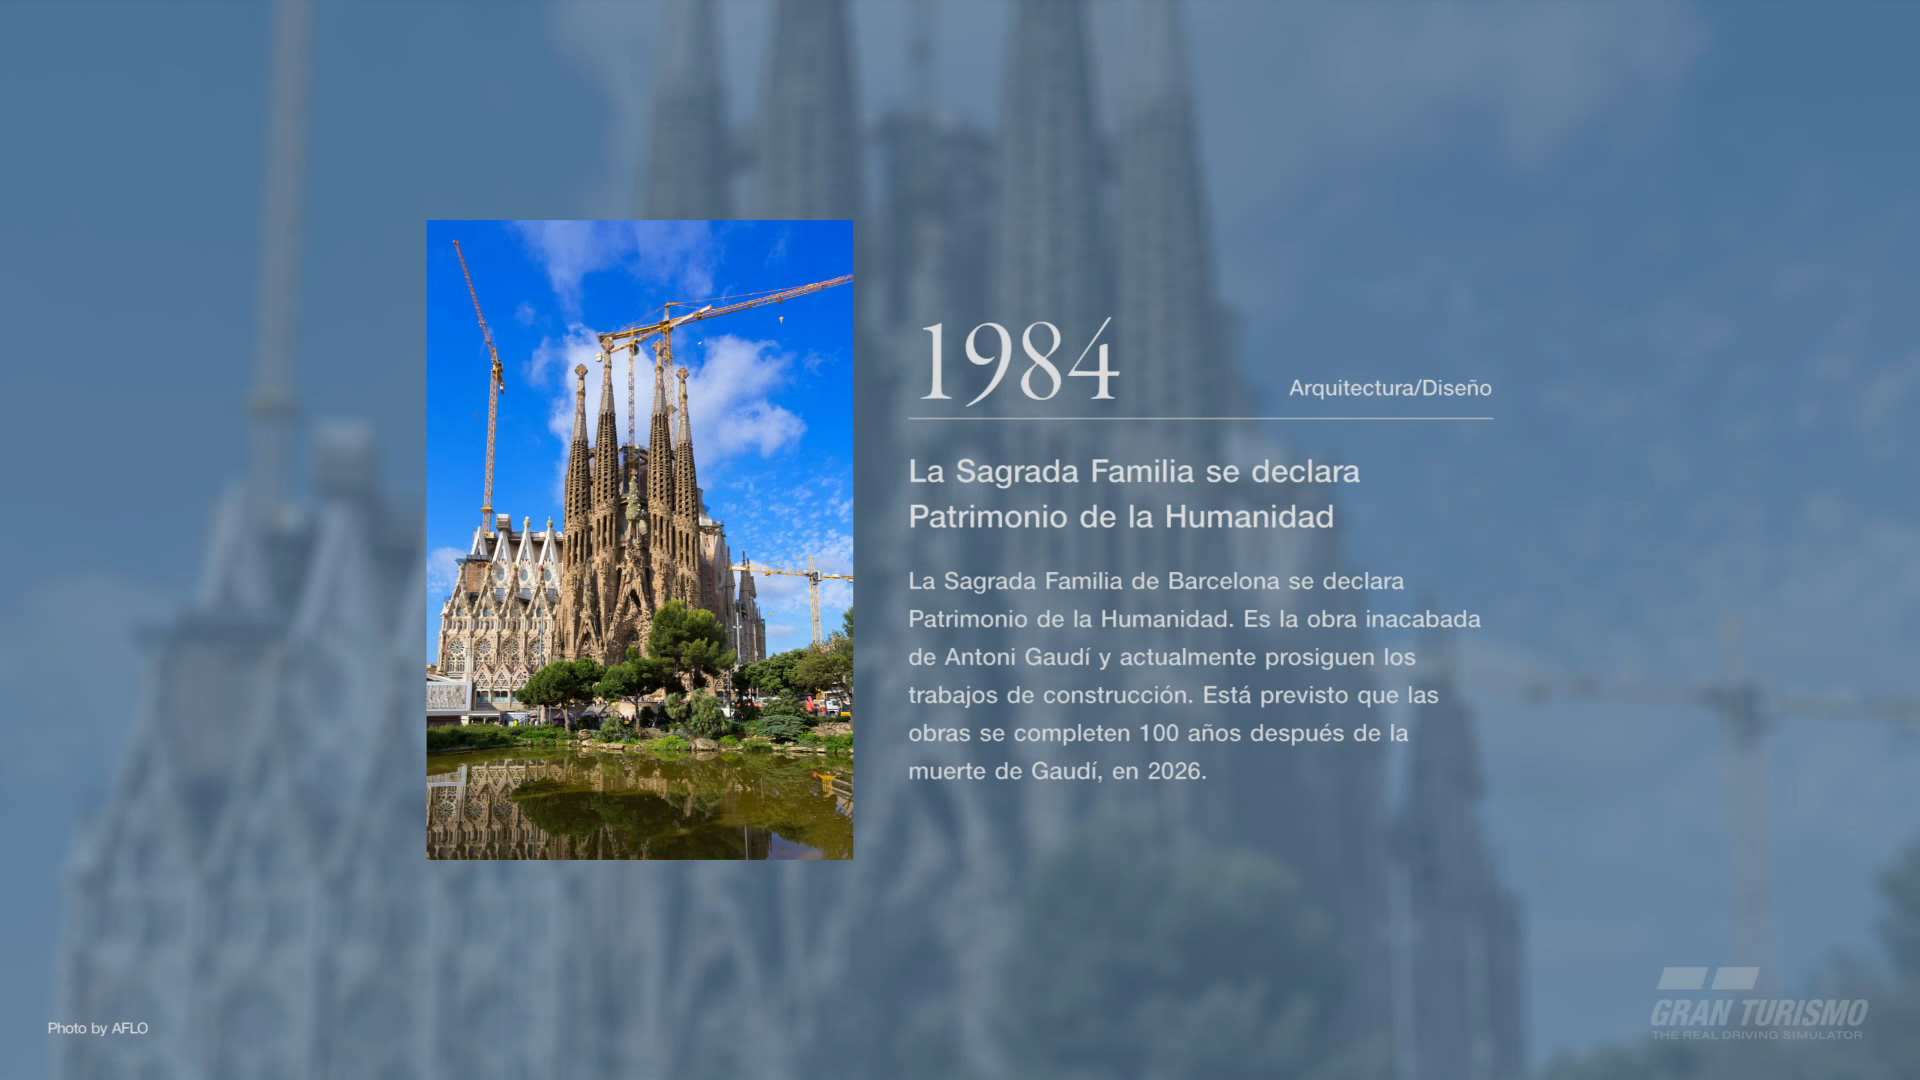 1984
Arquitectura/Diseño
La Sagrada Familia se declara
Patrimonio de la Humanidad
La Sagrada Familia de Barcelona se declara
Patrimonio de la Humanidad. Es la obra inacabada
de Antoni Gaudí y actualmente prosiguen los
trabajos de construcción. Está previsto que las
obras se completen 100 años después de la
muerte de Gaudí, en 2026.
Photo by AFLO
GRAN TURISMO
THE REAL DRIVING SIMULATOR